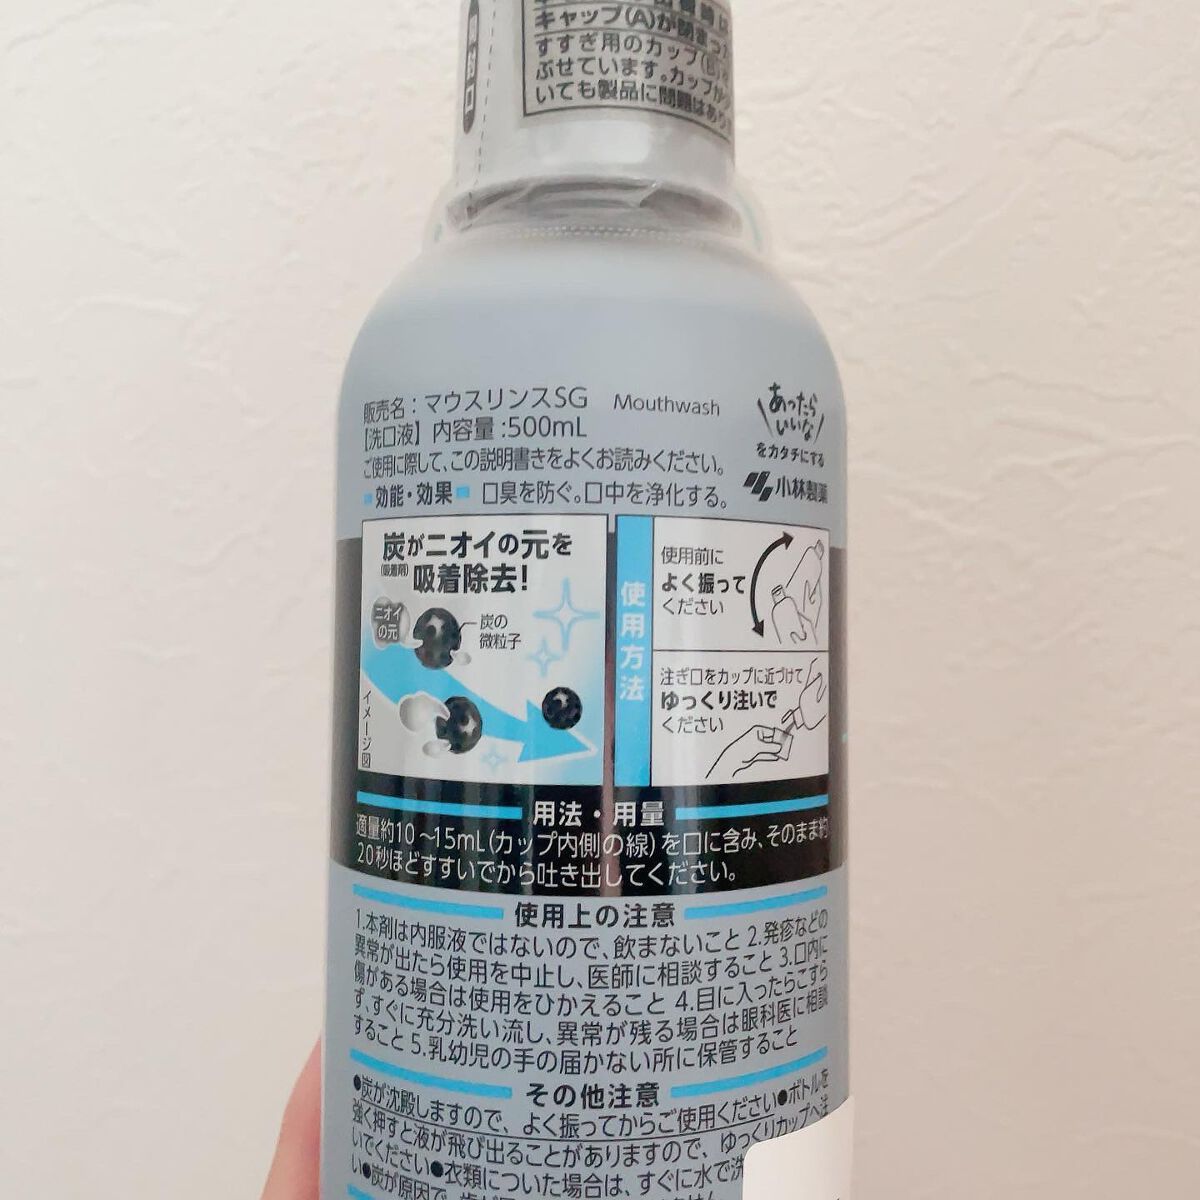 キャップ(A)が閉まった
すすぎ用のカップ(B)を
ぶせています。カップが
いても製品に問題はあり
販売名：マウスリンスSG Mouthwash
【洗口液】 内容量：500mL
ご使用に際して、この説明書きをよくお読みください。
あったら
いいな
をカタチにする
小林製薬
効能・効果 口臭を防ぐ。口中を浄化する。
炭がニオイの元を
(吸着剤)
吸着除去!
ニオイ
の元
炭の
微粒子
イメージ図
使用方法
使用前に
よく振って
ください
注ぎ口をカップに近づけて
ゆっくり注いで
ください
用法・用量
適量約10～15mL(カップ内側の線)を口に含み、そのまま約
20秒ほどすすいでから吐き出してください。
使用上の注意
1.本剤は内服液ではないので、飲まないこと 2.発疹などの
異常が出たら使用を中止し、医師に相談すること 3.口内に
傷がある場合は使用をひかえること 4.目に入ったらこすら
ず、すぐに充分洗い流し、異常が残る場合は眼科医に相談
すること 5.乳幼児の手の届かない所に保管すること
その他注意
●炭が沈殿しますので、よく振ってからご使用ください●ボトルを
強く押すと液が飛び出ることがありますので、ゆっくりカップへ注
いでください●衣類についた場合は、すぐに水で洗
い●炭が原因で、歯が